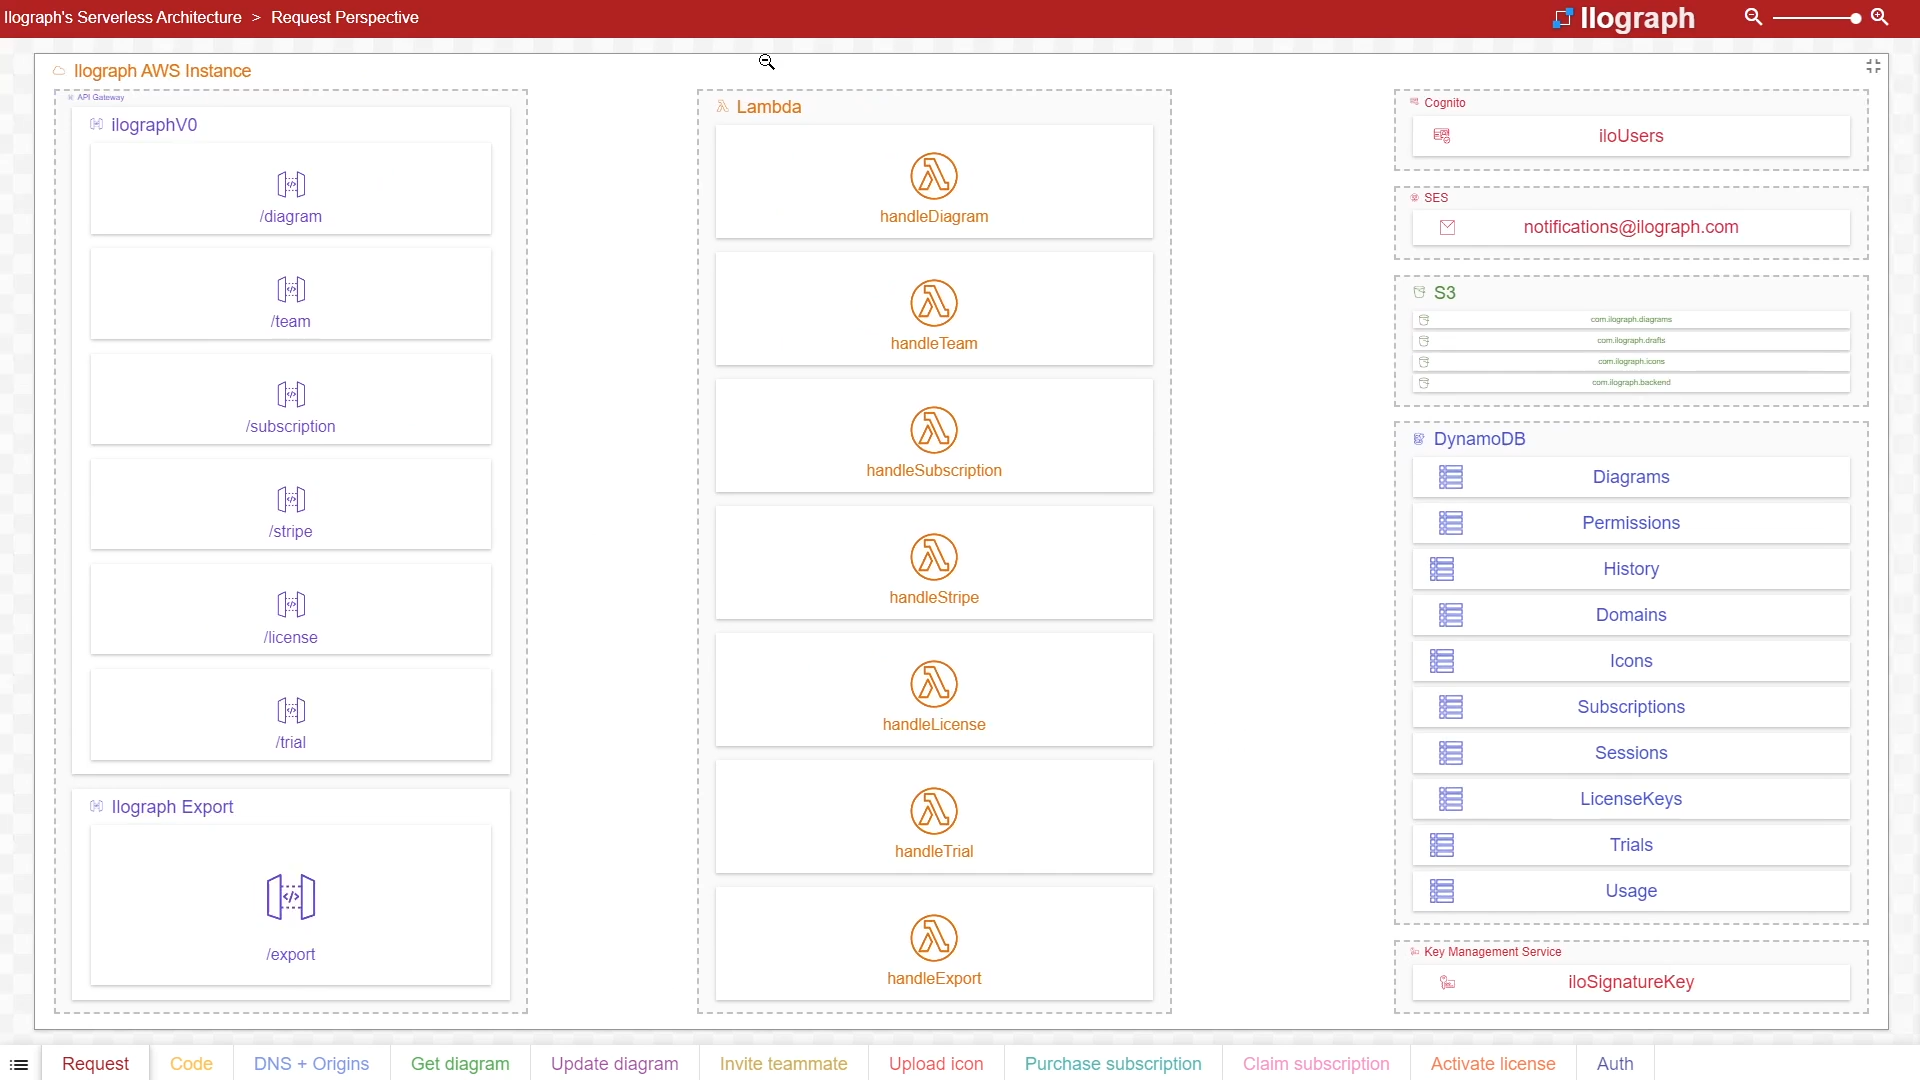 Ilograph's Serverless Architecture > Request Perspective
Ilograph
Ilograph AWS Instance
API Gateway
ilographV0
/diagram
/team
/subscription
/stripe
/license
/trial
Ilograph Export
/export
Lambda
handleDiagram
handleTeam
handleSubscription
handleStripe
handleLicense
handleTrial
handleExport
Cognito
iloUsers
SES
notifications@ilograph.com
S3
com.ilograph.diagrams
com.ilograph.drafts
com.ilograph.icons
com.ilograph.backend
DynamoDB
Diagrams
Permissions
History
Domains
Icons
Subscriptions
Sessions
LicenseKeys
Trials
Usage
Key Management Service
iloSignatureKey
Request Code DNS + Origins Get diagram Update diagram Invite teammate Upload icon Purchase subscription Claim subscription Activate license Auth